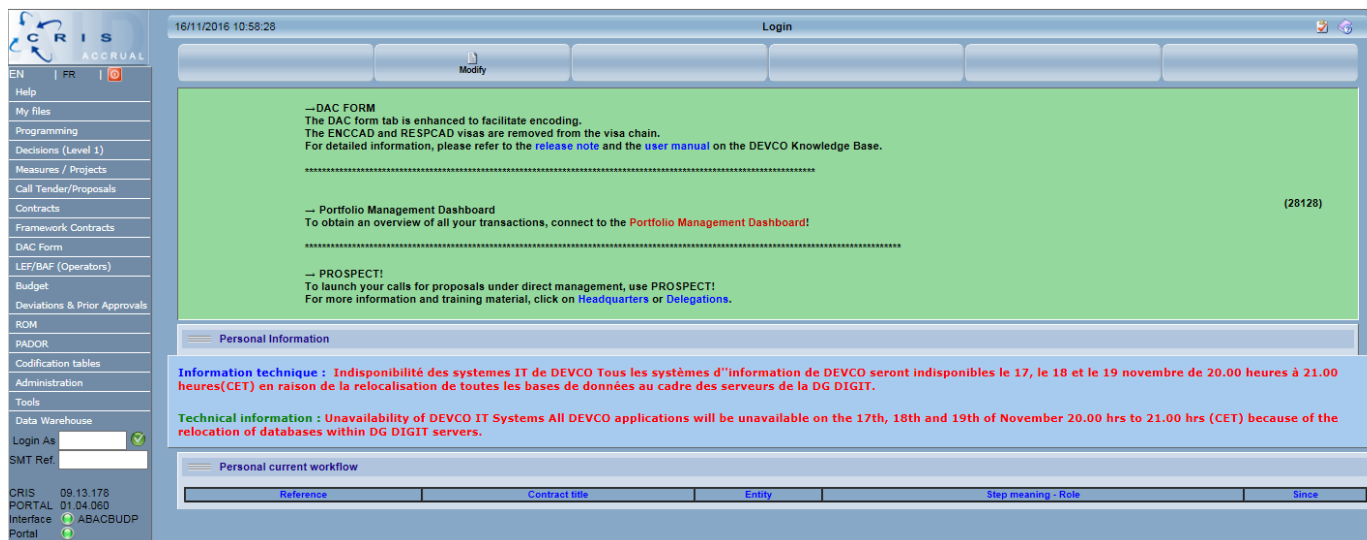 CRIS
ACCRUAL
EN | FR |
Help
My files
Programming
Decisions (Level 1)
Measures / Projects
Call Tender/Proposals
Contracts
Framework Contracts
DAC Form
LEF/BAF (Operators)
Budget
Deviations & Prior Approvals
ROM
PADOR
Codification tables
Administration
Tools
Data Warehouse
Login As
SMT Ref.
CRIS 09.13.178
PORTAL 01.04.060
Interface ABACBUDP
Portal
16/11/2016 10:58:28 Login
Modify
→DAC FORM
The DAC form tab is enhanced to facilitate encoding.
The ENCCAD and RESPCAD visas are removed from the visa chain.
For detailed information, please refer to the release note and the user manual on the DEVCO Knowledge Base.
(28128)
→ Portfolio Management Dashboard
To obtain an overview of all your transactions, connect to the Portfolio Management Dashboard!
→ PROSPECT!
To launch your calls for proposals under direct management, use PROSPECT!
For more information and training material, click on Headquarters or Delegations.
Personal Information
Information technique : Indisponibilité des systemes IT de DEVCO Tous les systèmes d''information de DEVCO seront indisponibles le 17, le 18 et le 19 novembre de 20.00 heures à 21.00
heures(CET) en raison de la relocalisation de toutes les bases de données au cadre des serveurs de la DG DIGIT.
Technical information : Unavailability of DEVCO IT Systems All DEVCO applications will be unavailable on the 17th, 18th and 19th of November 20.00 hrs to 21.00 hrs (CET) because of the
relocation of databases within DG DIGIT servers.
Personal current workflow
Reference Contract title Entity Step meaning - Role Since